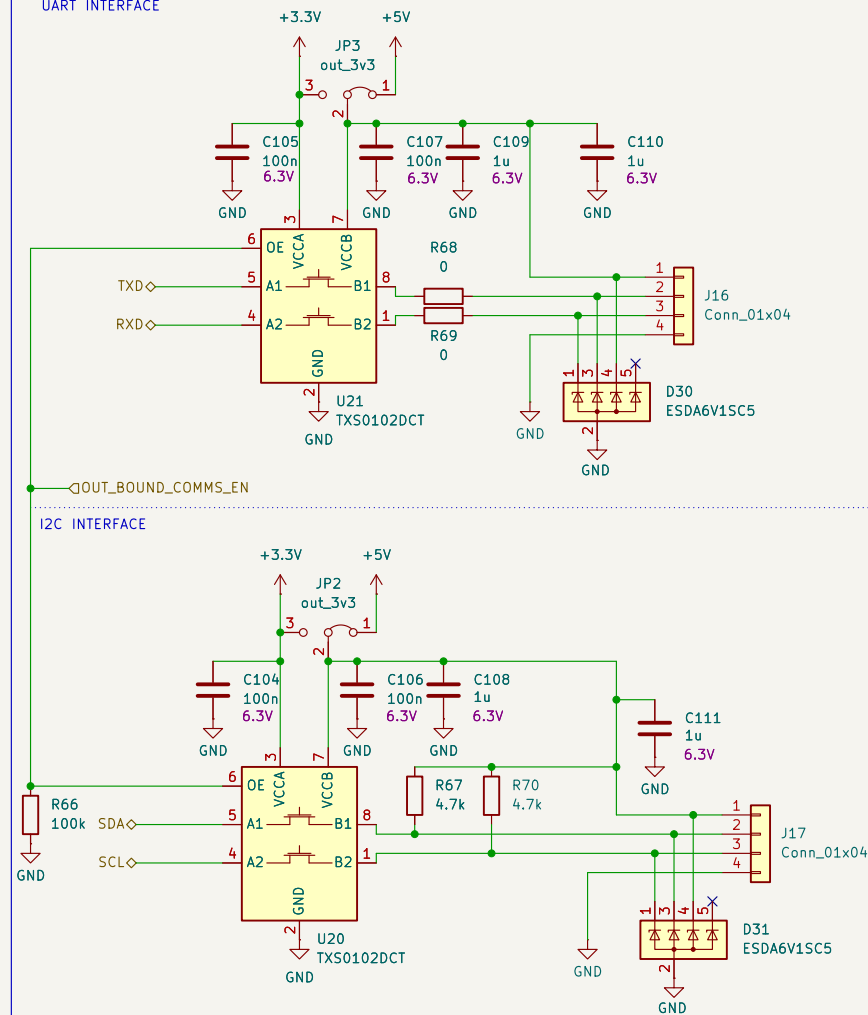 UART INTERFACE
+3.3V
+5V
JP3
out_3v3
3
1
2
C105
100n
6.3V
C107
100n
6.3V
C109
1u
6.3V
C110
1u
6.3V
GND
GND
GND
GND
3
7
6
OE
VCCA
VCCB
R68
0
TXD
5
A1
B1
8
RXD
4
A2
B2
1
R69
0
GND
2
U21
TXS0102DCT
GND
1
2
3
4
J16
Conn_01x04
1
3
4
5
D30
ESDA6V1SC5
GND
2
GND
OUT_BOUND_COMMS_EN
I2C INTERFACE
+3.3V
+5V
JP2
out_3v3
3
1
2
C104
100n
6.3V
C106
100n
6.3V
C108
1u
6.3V
C111
1u
6.3V
GND
GND
GND
GND
3
7
6
OE
VCCA
VCCB
R67
4.7k
R70
4.7k
R66
100k
GND
SDA
5
A1
B1
8
SCL
4
A2
B2
1
GND
2
U20
TXS0102DCT
GND
1
2
3
4
J17
Conn_01x04
1
3
4
5
D31
ESDA6V1SC5
GND
2
GND